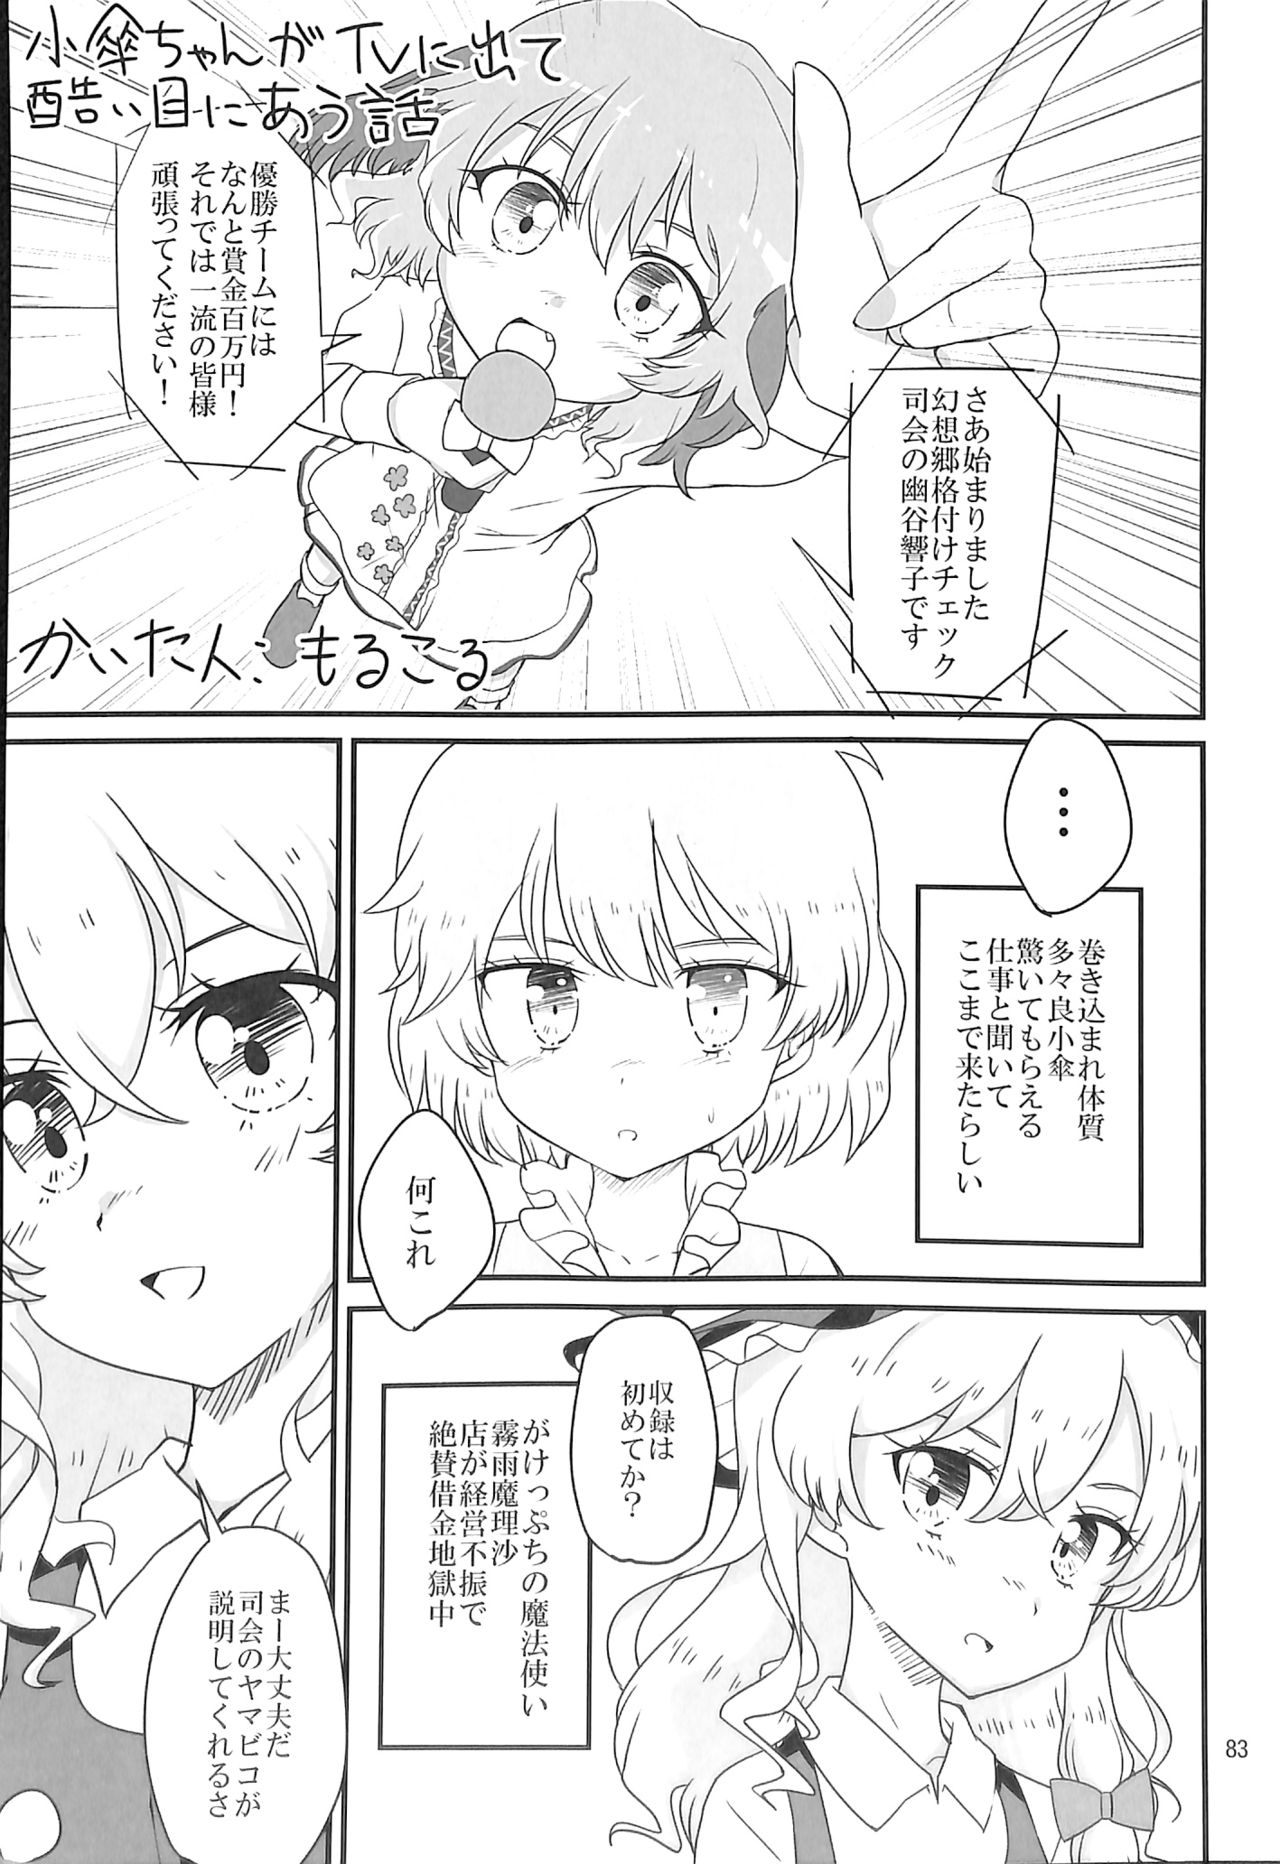 小傘ちゃんがTVに出て
酷い目にあう話
さあ始まりました
幻想郷格付けチェック
司会の幽谷響子です
優勝チームには
なんと賞金百万円！
それでは一流の皆様
頑張ってください！
かいた人：もるこる
…
巻き込まれ体質
多々良小傘
驚いてもらえる
仕事と聞いて
ここまで来たらしい
何これ
収録は
初めてか？
がけっぷちの魔法使い
霧雨魔理沙
店が経営不振で
絶賛借金地獄中
まー大丈夫だ
司会のヤマビコが
説明してくれるさ
83